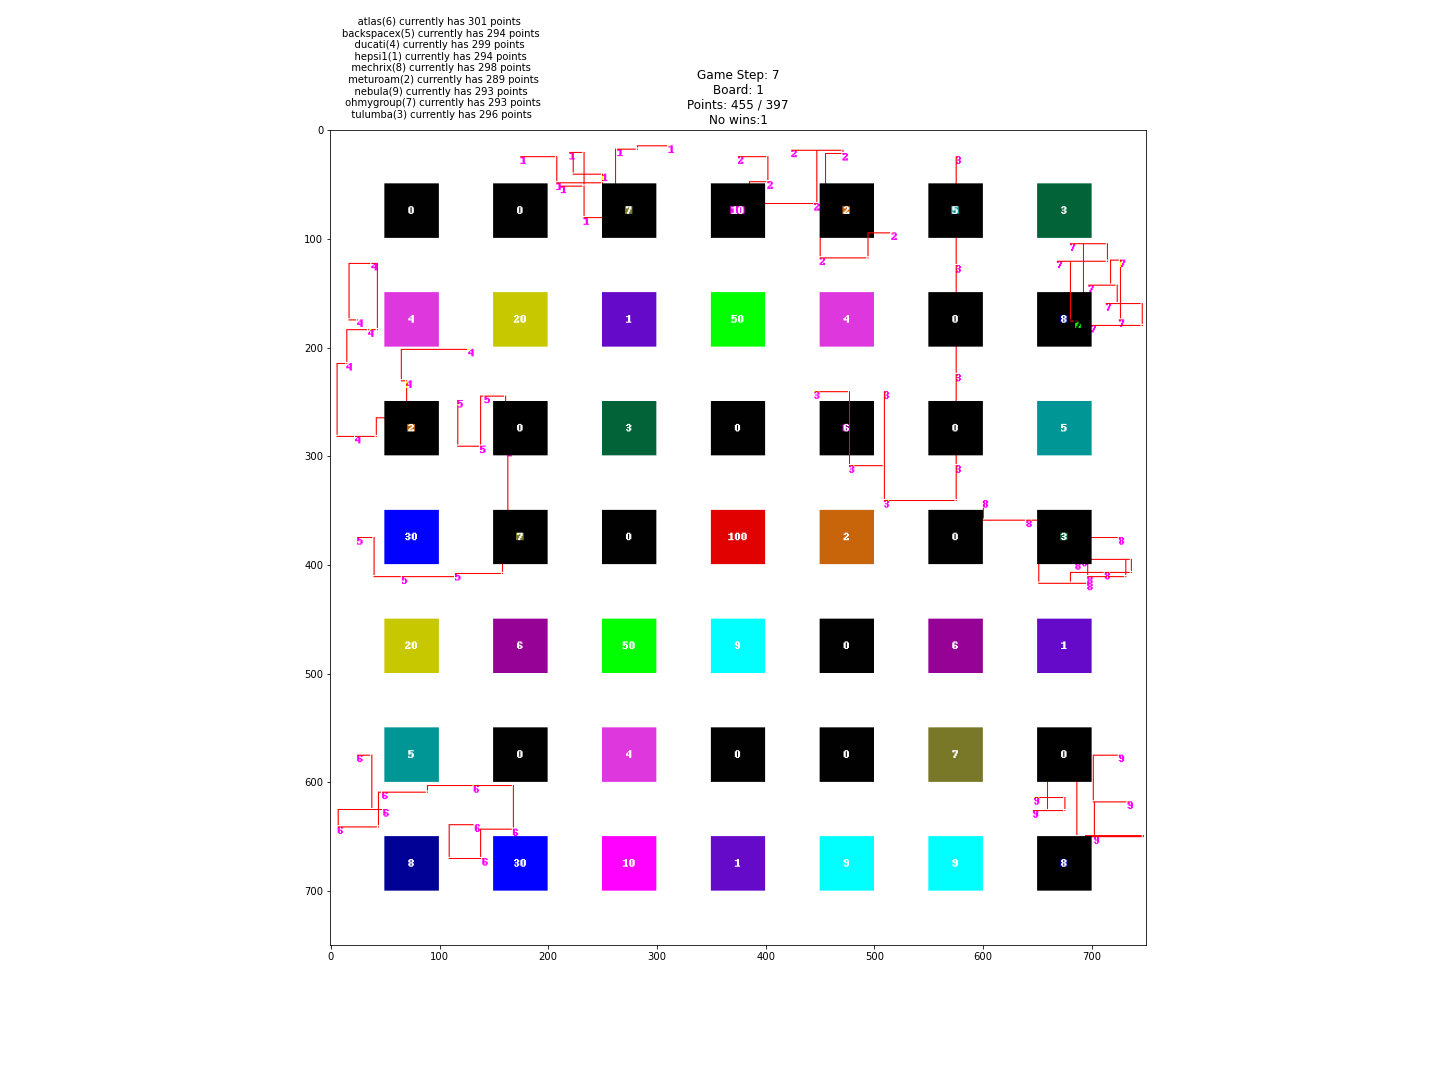 atlas(6) currently has 301 points
backspacex(5) currently has 294 points
ducati(4) currently has 299 points
hepsi1(1) currently has 294 points
mechrix(8) currently has 298 points
meturoam(2) currently has 289 points
nebula(9) currently has 293 points
ohmygroup(7) currently has 293 points
tulumba(3) currently has 296 points
Game Step: 7
Board: 1
Points: 455 / 397
No wins:1
0 0 7 10 2 5 3
4 20 1 50 4 0 8
2 0 3 0 6 0 5
30 7 0 100 2 0 3
20 6 50 9 0 6 1
5 0 4 0 0 7 0
8 30 10 1 9 9 8
0
100
200
300
400
500
600
700
0 100 200 300 400 500 600 700